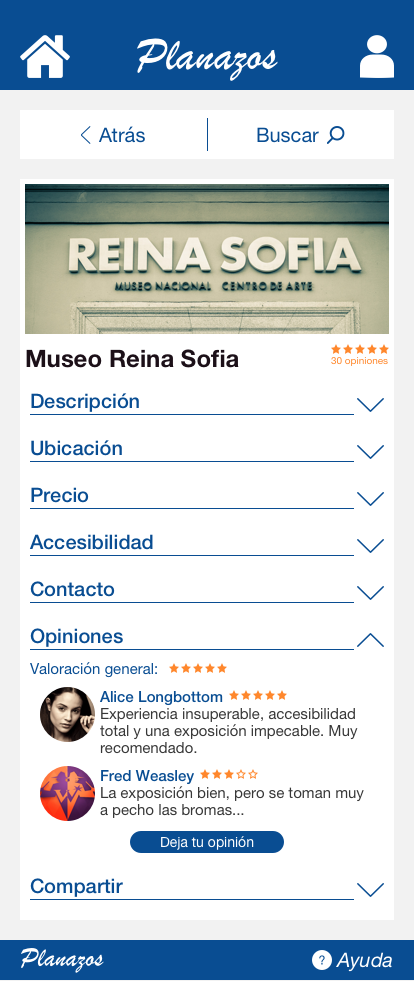 Planazos
Atrás
Buscar
REINA SOFIA
MUSEO NACIONAL CENTRO DE ARTE
Museo Reina Sofia
30 opiniones
Descripción
Ubicación
Precio
Accesibilidad
Contacto
Opiniones
Valoración general:
Alice Longbottom
Experiencia insuperable, accesibilidad
total y una exposición impecable. Muy
recomendado.
Fred Weasley
La exposición bien, pero se toman muy
a pecho las bromas...
Deja tu opinión
Compartir
Planazos
? Ayuda